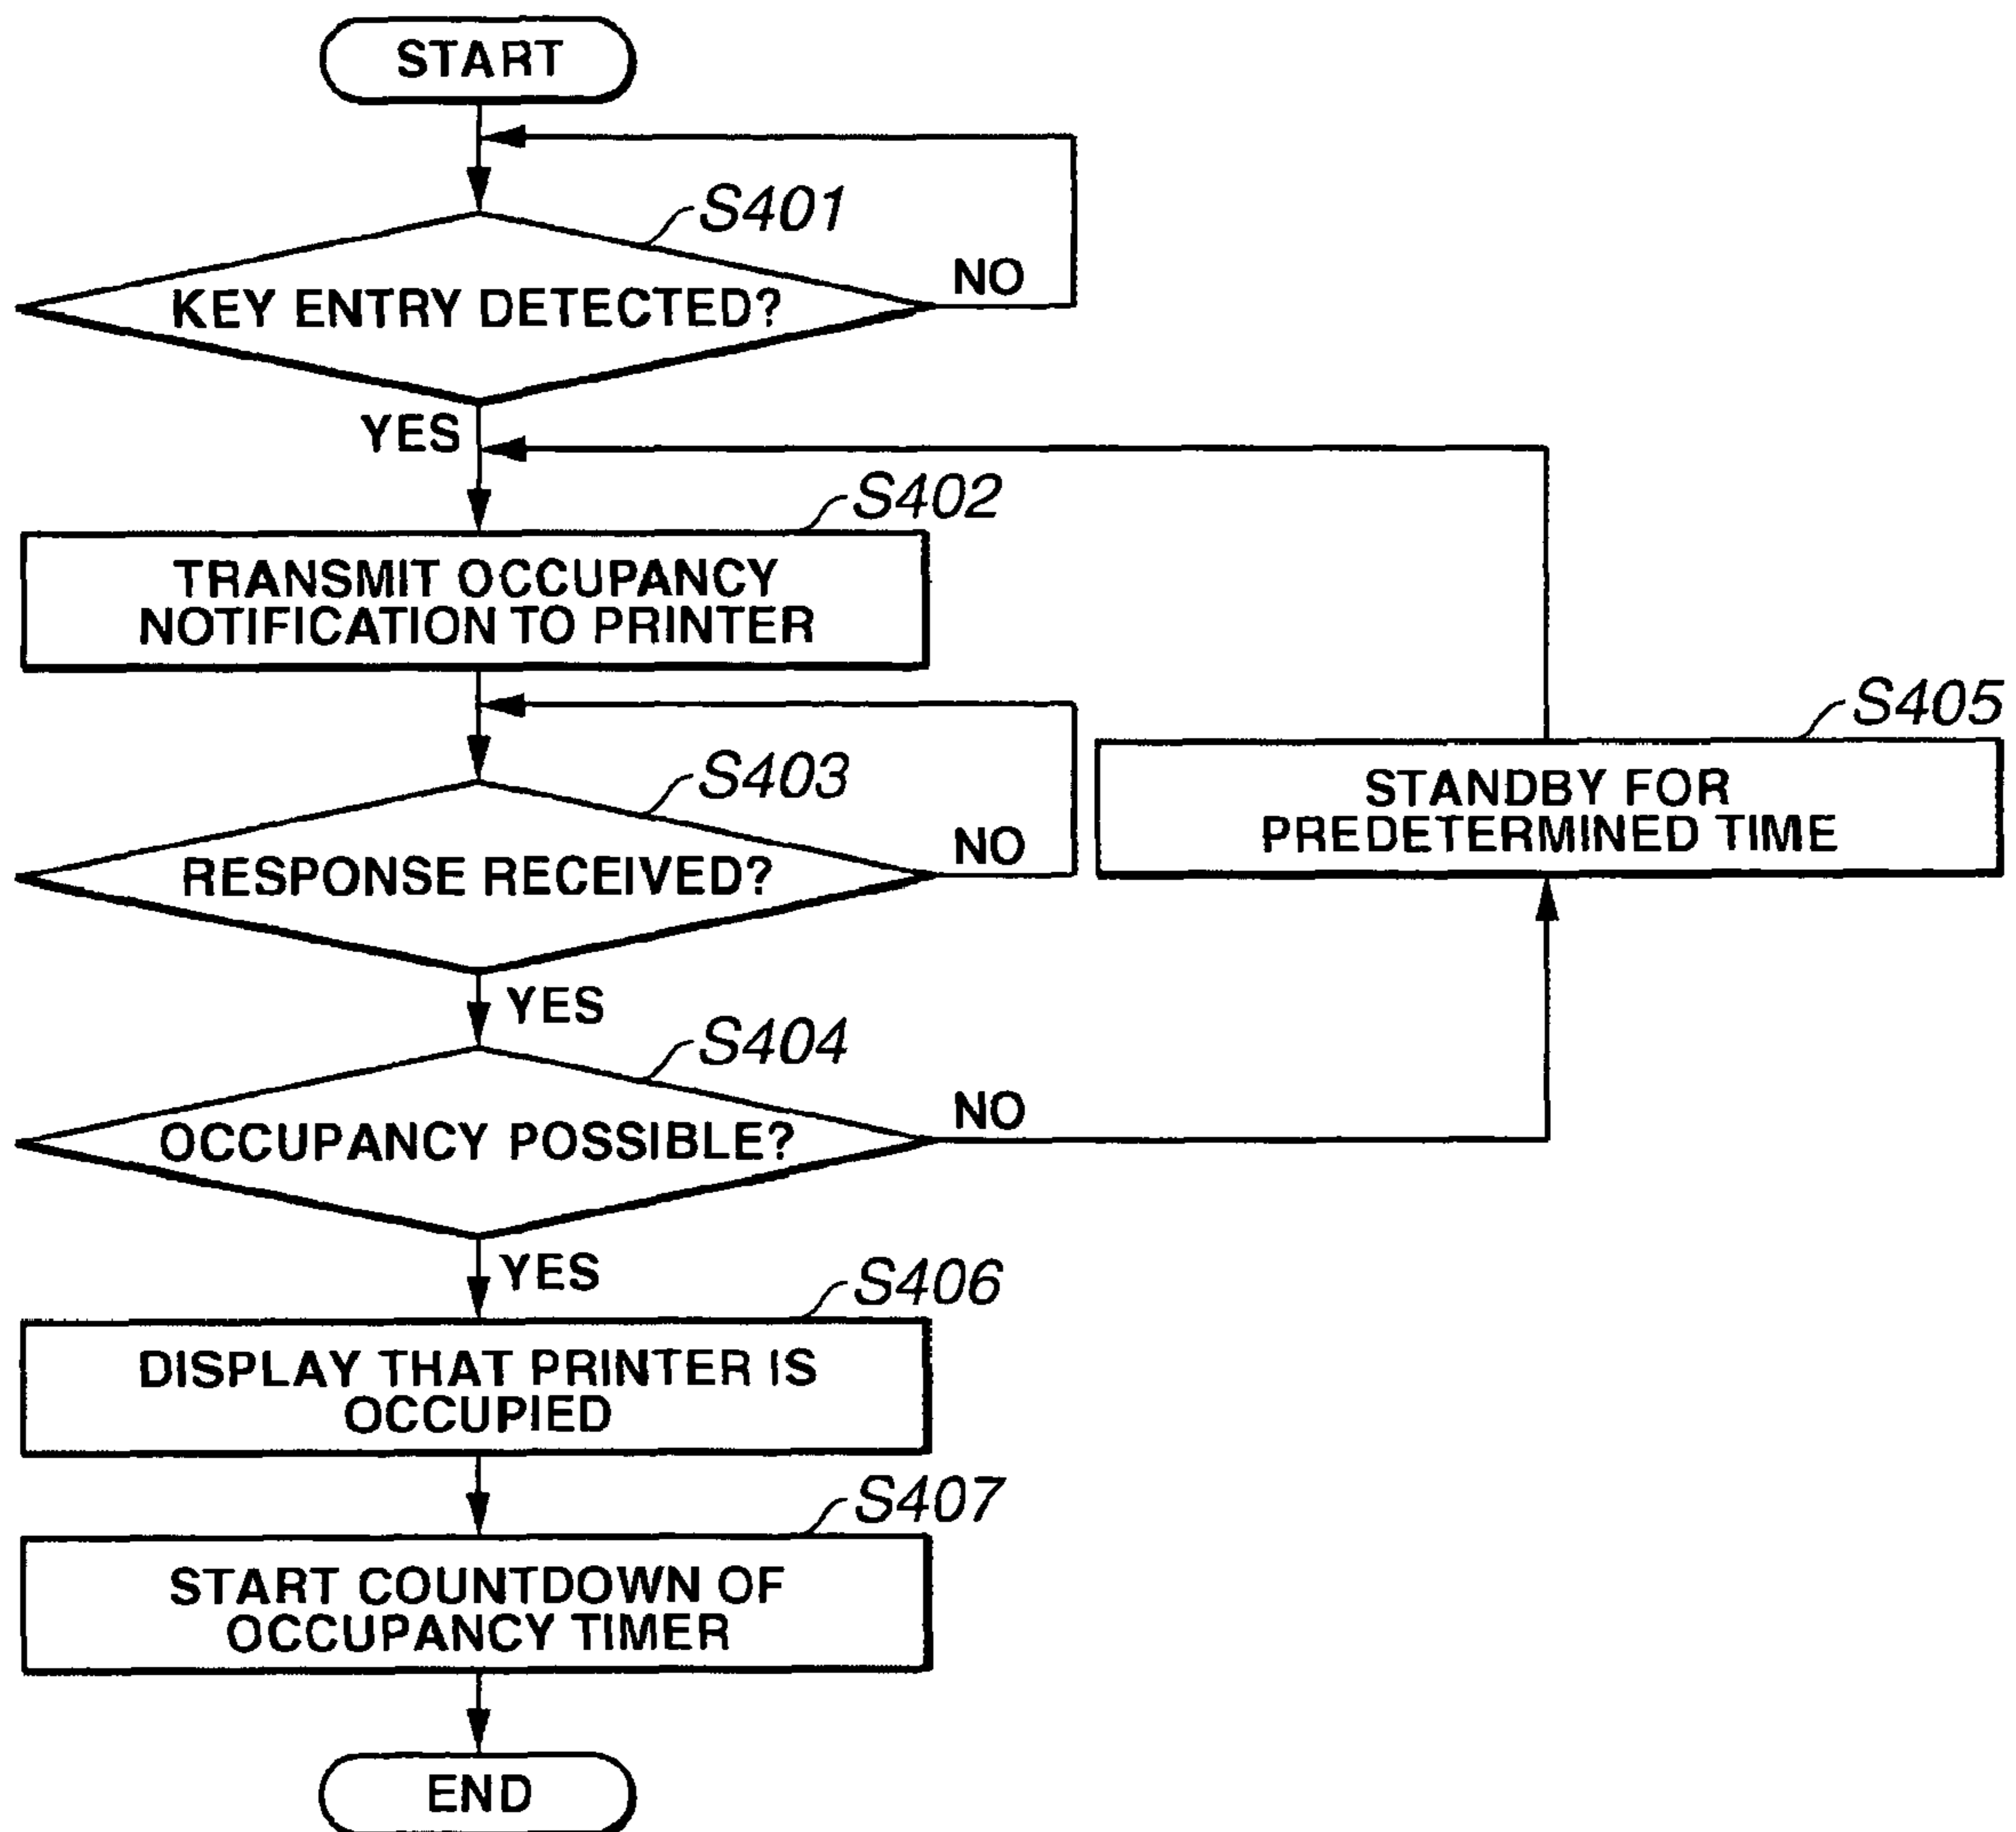 START
S401
KEY ENTRY DETECTED?
NO
YES
S402
TRANSMIT OCCUPANCY
NOTIFICATION TO PRINTER
S403
RESPONSE RECEIVED?
NO
S405
STANDBY FOR
PREDETERMINED TIME
YES
S404
OCCUPANCY POSSIBLE?
NO
YES
S406
DISPLAY THAT PRINTER IS
OCCUPIED
S407
START COUNTDOWN OF
OCCUPANCY TIMER
END